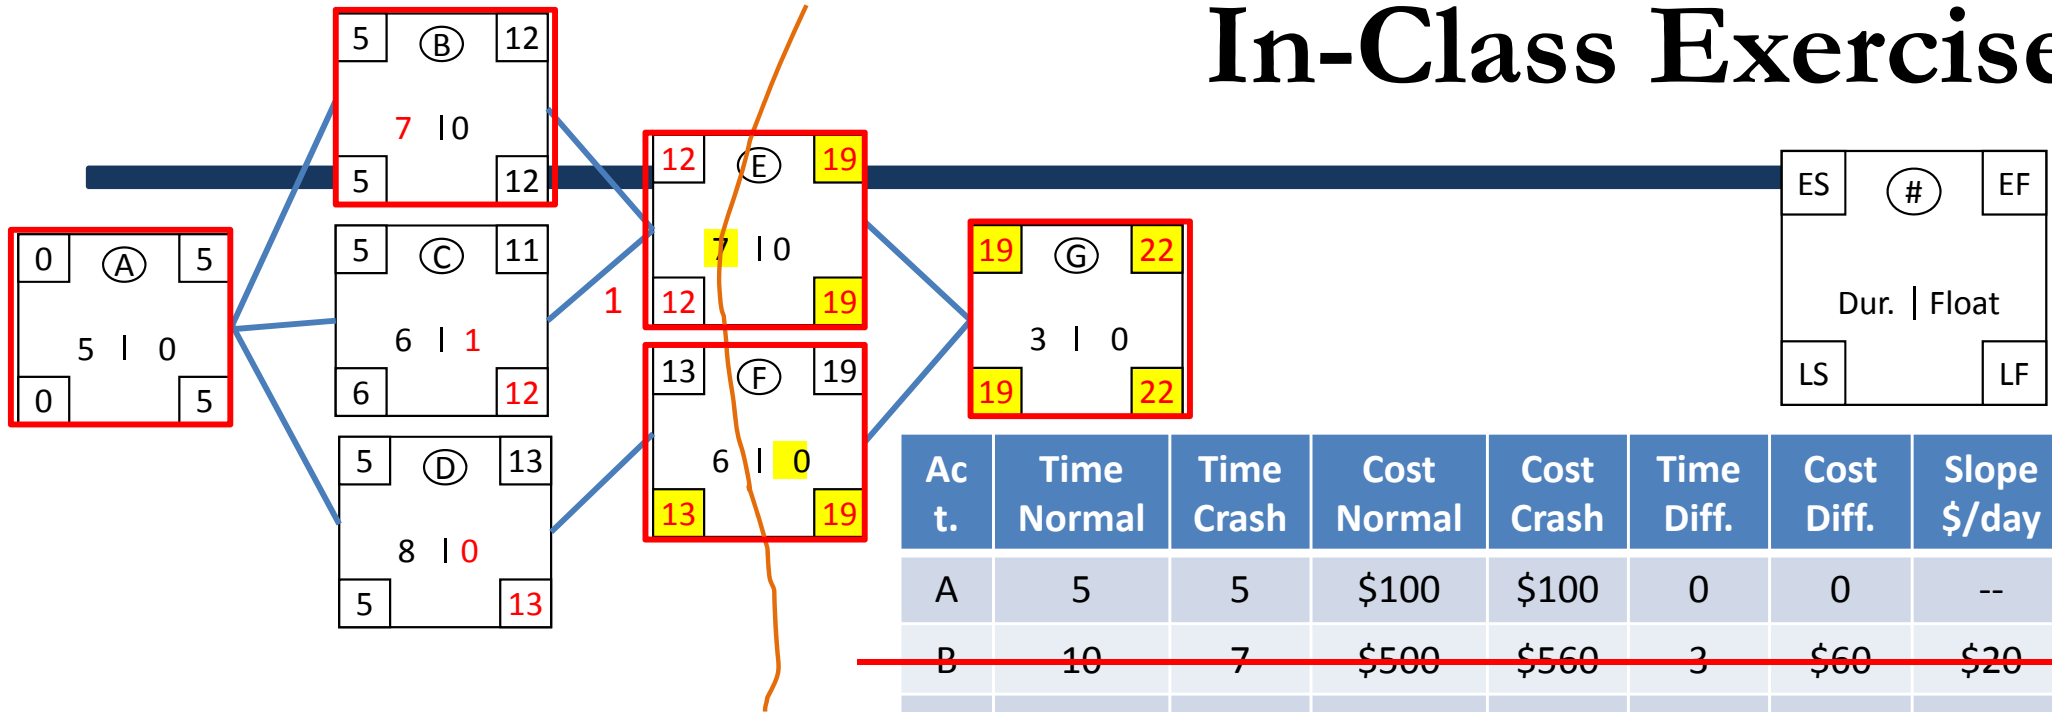 In-Class Exercise
5 B 12
7 | 0
5 12
0 A 5
5 | 0
0 5
5 C 11
6 | 1
6 12
5 D 13
8 | 0
5 13
1
12 E 19
7 | 0
12 19
13 F 19
6 | 0
13 19
19 G 22
3 | 0
19 22
ES # EF
Dur. | Float
LS LF
Ac t. Time Normal Time Crash Cost Normal Cost Crash Time Diff. Cost Diff. Slope $/day
A 5 5 $100 $100 0 0 --
B 10 7 $500 $560 3 $60 $20